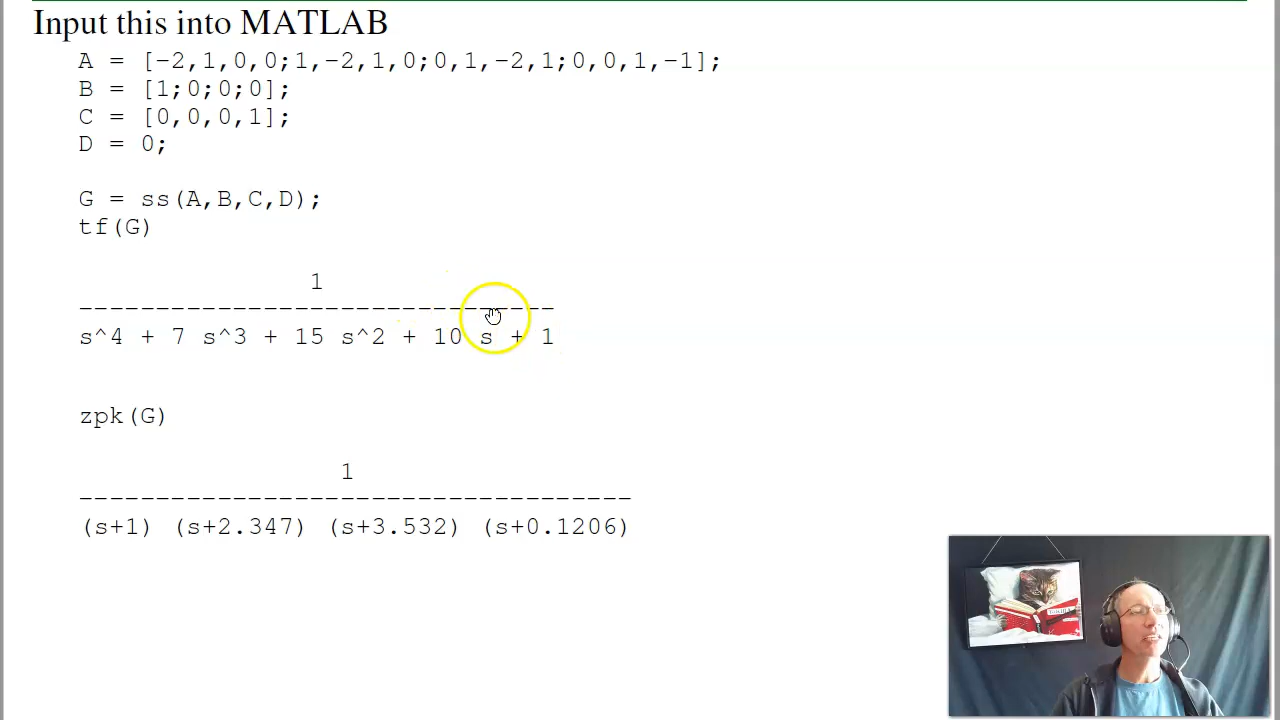 Input this into MATLAB
A = [-2,1,0,0;1,-2,1,0;0,1,-2,1;0,0,1,-1];
B = [1;0;0;0];
C = [0,0,0,1];
D = 0;
G = ss(A,B,C,D);
tf(G)
1
-------------------------------
s^4 + 7 s^3 + 15 s^2 + 10 s + 1
zpk(G)
1
------------------------------------
(s+1) (s+2.347) (s+3.532) (s+0.1206)